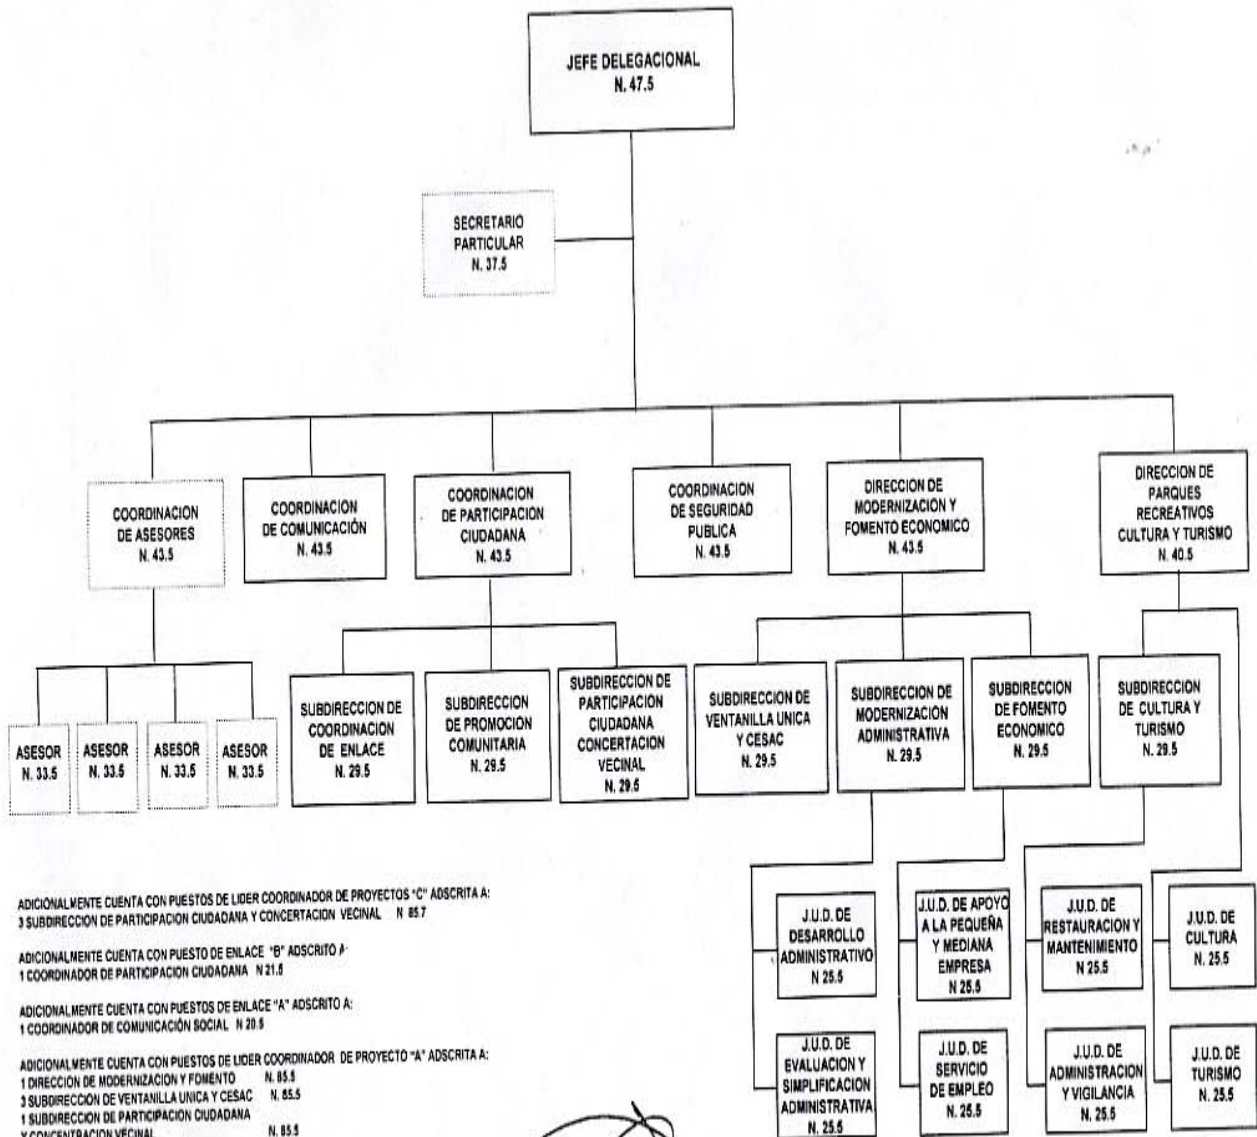 JEFE DELEGACIONAL
N. 47.5
SECRETARIO
PARTICULAR
N. 37.5
COORDINACION
DE ASESORES
N. 43.5
COORDINACION
DE COMUNICACIÓN
N. 43.5
COORDINACION
DE PARTICIPACION
CIUDADANA
N. 43.5
COORDINACION
DE SEGURIDAD
PUBLICA
N. 43.5
DIRECCION DE
MODERNIZACION Y
FOMENTO ECONOMICO
N. 43.5
DIRECCION DE
PARQUES
RECREATIVOS
CULTURA Y TURISMO
N. 40.5
ASESOR
N. 33.5
ASESOR
N. 33.5
ASESOR
N. 33.5
ASESOR
N. 33.5
SUBDIRECCION DE
COORDINACION
DE ENLACE
N. 29.5
SUBDIRECCION
DE PROMOCIÓN
COMUNITARIA
N. 29.5
SUBDIRECCION DE
PARTICIPACION
CIUDADANA
CONCERTACION
VECINAL
N. 29.5
SUBDIRECCION DE
VENTANILLA UNICA
Y CESAC
N. 29.5
SUBDIRECCION DE
MODERNIZACION
ADMINISTRATIVA
N. 29.5
SUBDIRECCION
DE FOMENTO
ECONOMICO
N. 29.5
SUBDIRECCION
DE CULTURA Y
TURISMO
N. 29.5
J.U.D. DE
DESARROLLO
ADMINISTRATIVO
N 25.5
J.U.D. DE APOYO
A LA PEQUEÑA
Y MEDIANA
EMPRESA
N 25.5
J.U.D. DE
RESTAURACION Y
MANTENIMIENTO
N 25.5
J.U.D. DE
CULTURA
N. 25.5
J.U.D. DE
EVALUACION Y
SIMPLIFICACION
ADMINISTRATIVA
N. 25.5
J.U.D. DE
SERVICIO
DE EMPLEO
N. 25.5
J.U.D. DE
ADMINISTRACION
Y VIGILANCIA
N. 25.5
J.U.D. DE
TURISMO
N. 25.5
ADICIONALMENTE CUENTA CON PUESTOS DE LIDER COORDINADOR DE PROYECTOS "C" ADSCRITA A:
3 SUBDIRECCION DE PARTICIPACION CIUDADANA Y CONCERTACION VECINAL N 85.7
ADICIONALMENTE CUENTA CON PUESTO DE ENLACE "B" ADSCRITO A
1 COORDINADOR DE PARTICIPACION CIUDADANA N 21.5
ADICIONALMENTE CUENTA CON PUESTOS DE ENLACE "A" ADSCRITO A:
1 COORDINADOR DE COMUNICACIÓN SOCIAL N 20.5
ADICIONALMENTE CUENTA CON PUESTOS DE LIDER COORDINADOR DE PROYECTO "A" ADSCRITA A:
1 DIRECCIÓN DE MODERNIZACION Y FOMENTO N. 85.5
3 SUBDIRECCIÓN DE VENTANILLA UNICA Y CESAC N. 85.5
1 SUBDIRECCION DE PARTICIPACION CIUDADANA
Y CONCENTRACION VECINAL N. 85.5